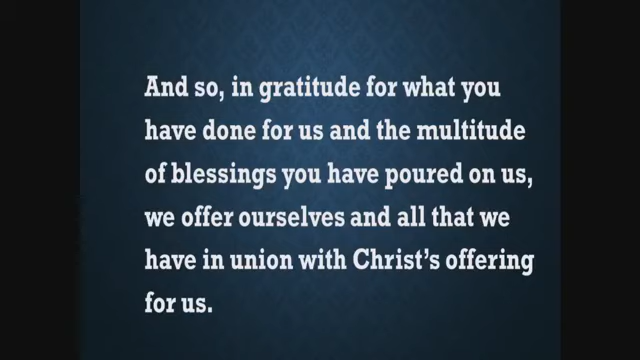 And so, in gratitude for what you
have done for us and the multitude
of blessings you have poured on us,
we offer ourselves and all that we
have in union with Christ's offering
for us.